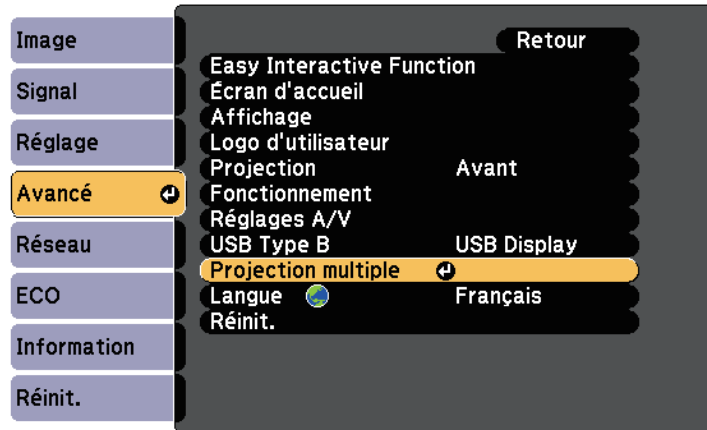 Image
Signal
Réglage
Avancé
Réseau
ECO
Information
Réinit.
Retour
Easy Interactive Function
Écran d'accueil
Affichage
Logo d'utilisateur
Projection Avant
Fonctionnement
Réglages A/V
USB Type B USB Display
Projection multiple
Langue Français
Réinit.